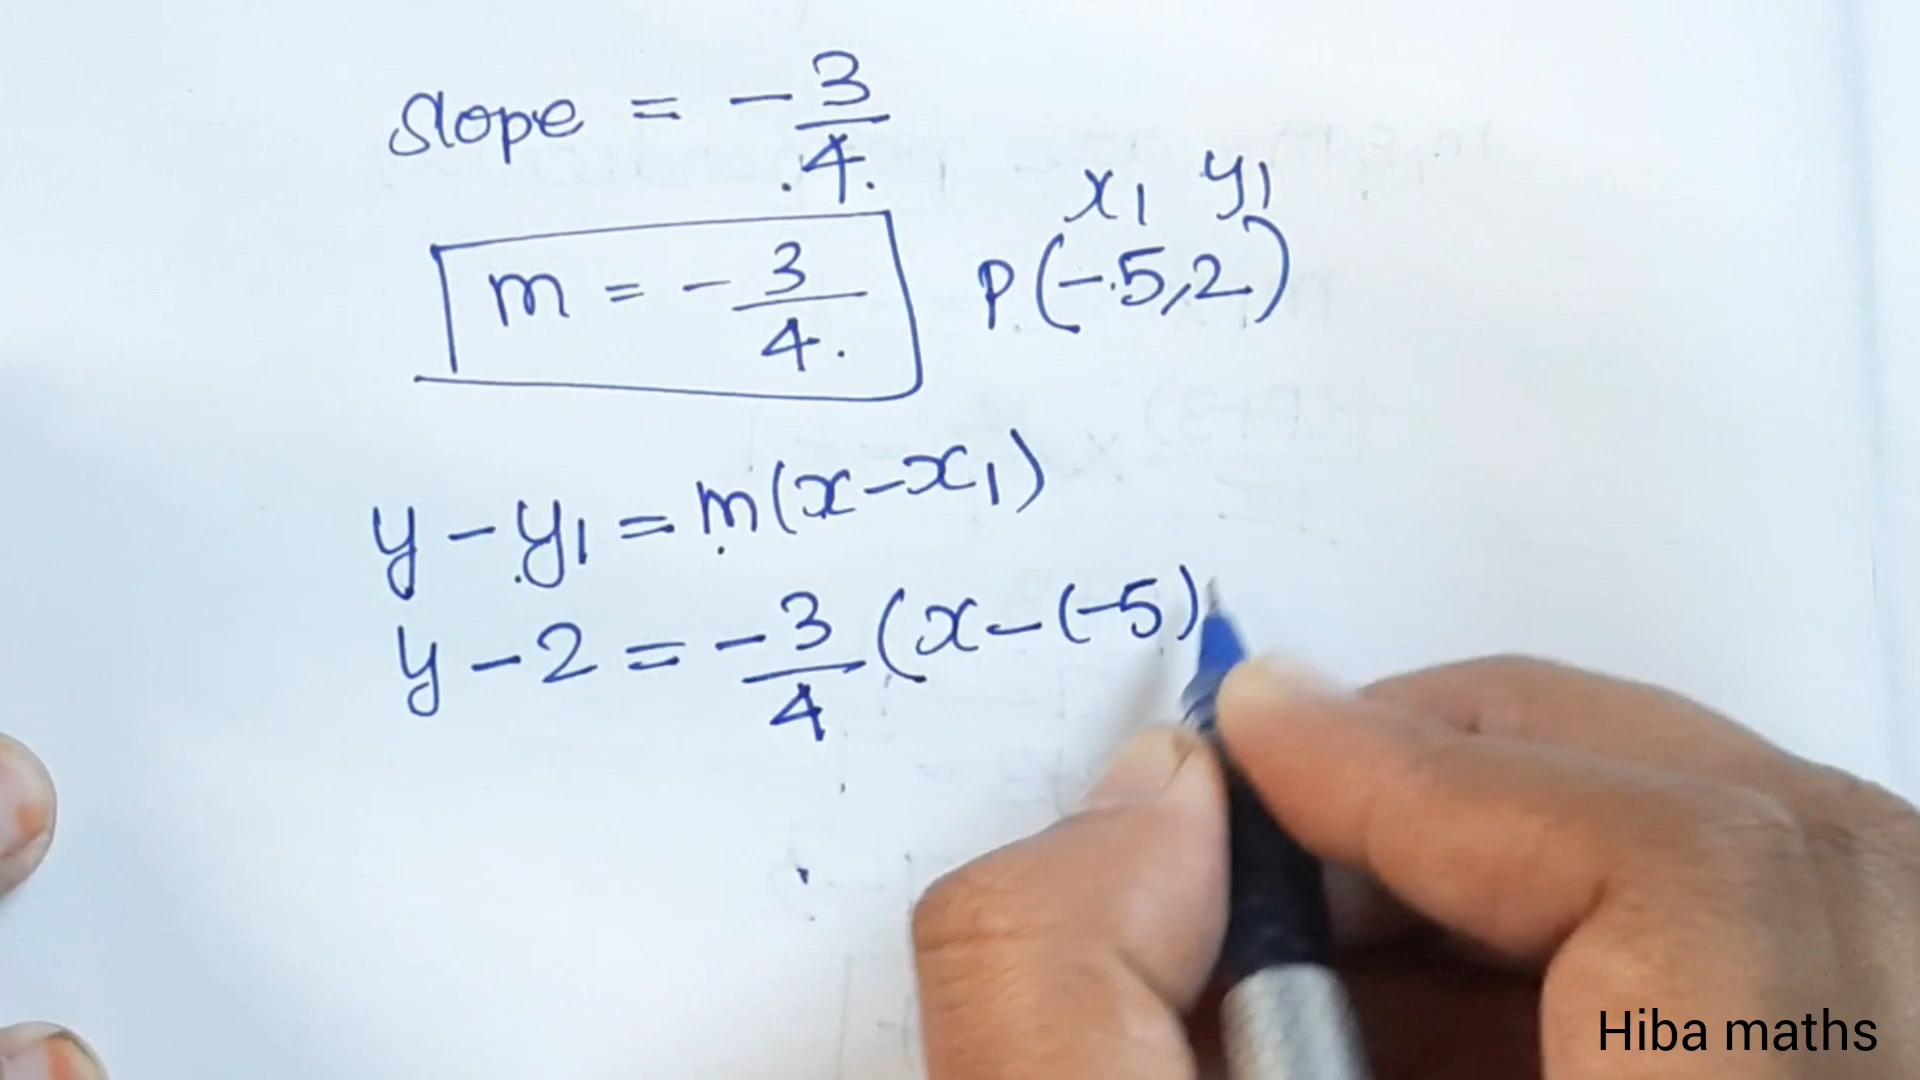 Slope = -3/4
x₁ y₁
m = -3/4. P(-5,2)
y - y₁ = m(x - x₁)
y - 2 = -3/4 (x - (-5)
Hiba maths